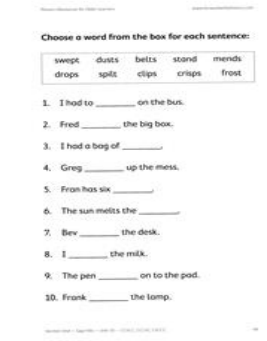 Choose a word from the box for each sentence:
swept dusts belts stand mends
drops spilt clips crisps frost
1. I had to ________ on the bus.
2. Fred ________ the big box.
3. I had a bag of ________.
4. Greg ________ up the mess.
5. Fran has six ________.
6. The sun melts the ________.
7. Bev ________ the desk.
8. I ________ the milk.
9. The pen ________ on to the pad.
10. Frank ________ the lamp.